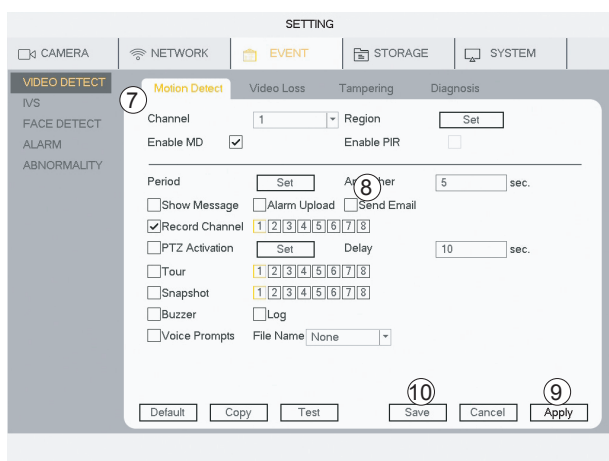 SETTING
CAMERA NETWORK EVENT STORAGE SYSTEM
VIDEO DETECT
IVS
FACE DETECT
ALARM
ABNORMALITY
7 Motion Detect Video Loss Tampering Diagnosis
Channel 1 Region Set
Enable MD Enable PIR
Period Set 8 5 sec.
Show Message Alarm Upload Send Email
Record Channel 1 2 3 4 5 6 7 8
PTZ Activation Set Delay 10 sec.
Tour 1 2 3 4 5 6 7 8
Snapshot 1 2 3 4 5 6 7 8
Buzzer Log
Voice Prompts File Name None
10 9
Default Copy Test Save Cancel Apply